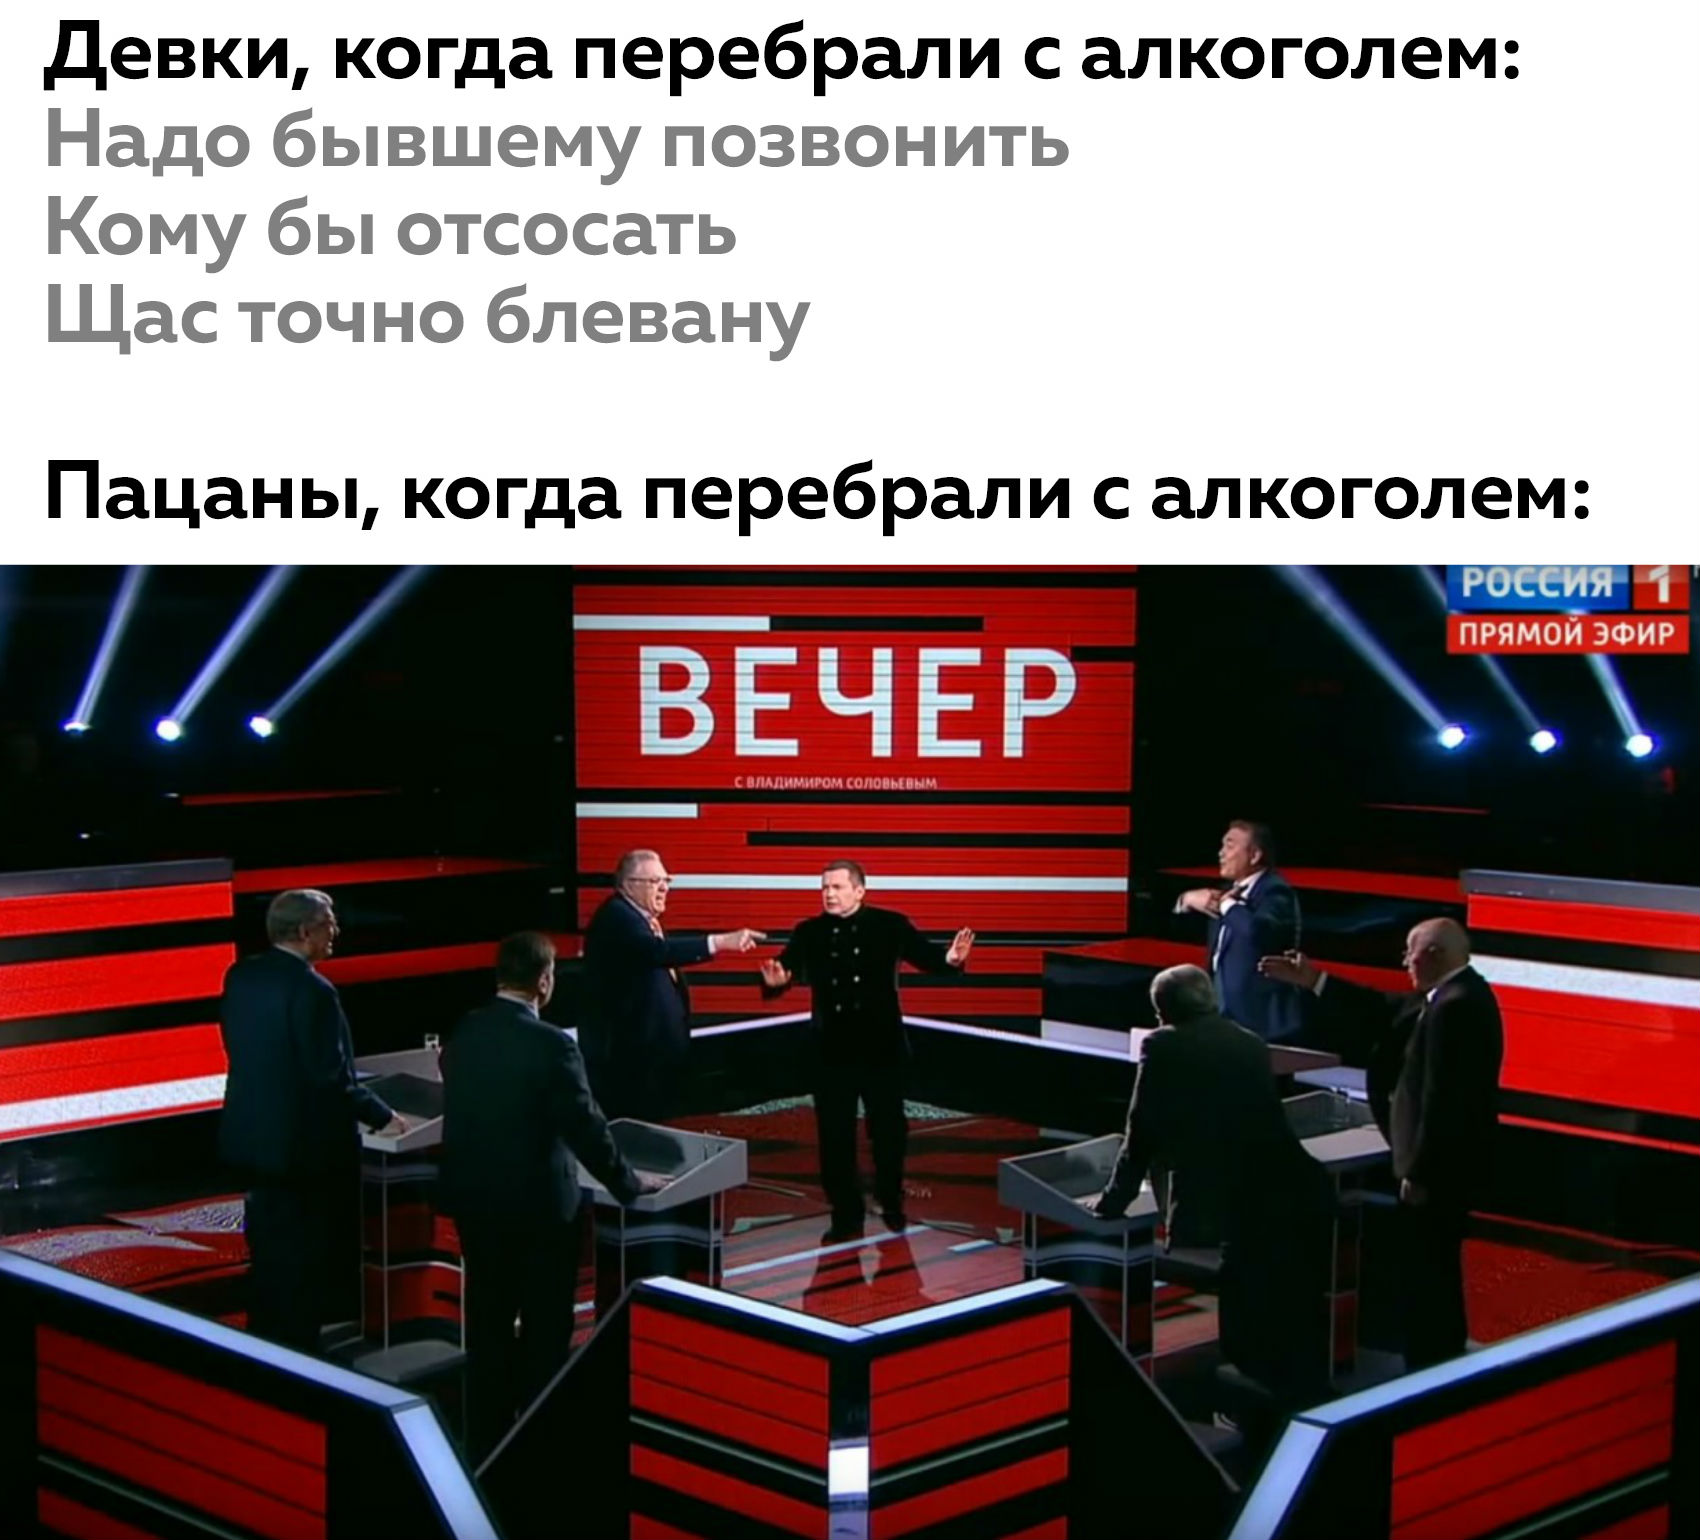 Девки, когда перебрали с алкоголем:
Надо бывшему позвонить
Кому бы отсосать
Щас точно блевану
Пацаны, когда перебрали с алкоголем:
РОССИЯ 1
ПРЯМОЙ ЭФИР
ВЕЧЕР
С ВЛАДИМИРОМ СОЛОВЬЕВЫМ